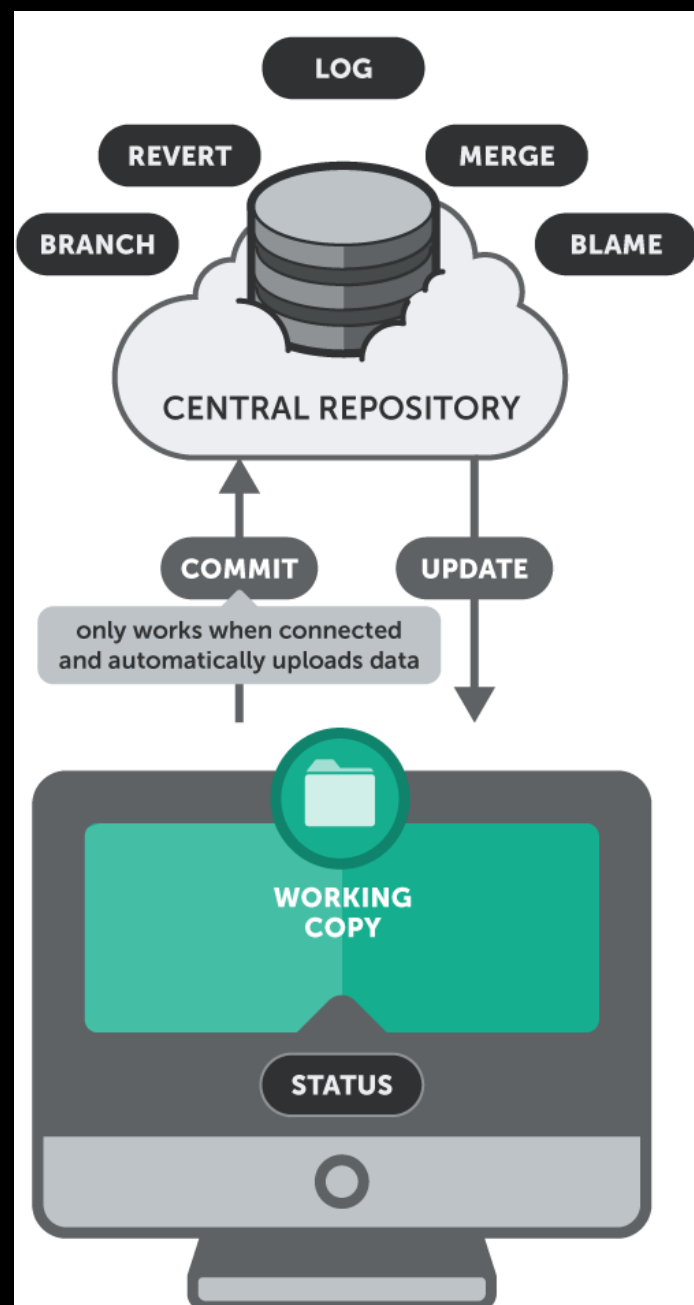 LOG
REVERT
MERGE
BRANCH
BLAME
CENTRAL REPOSITORY
COMMIT
UPDATE
only works when connected
and automatically uploads data
WORKING
COPY
STATUS